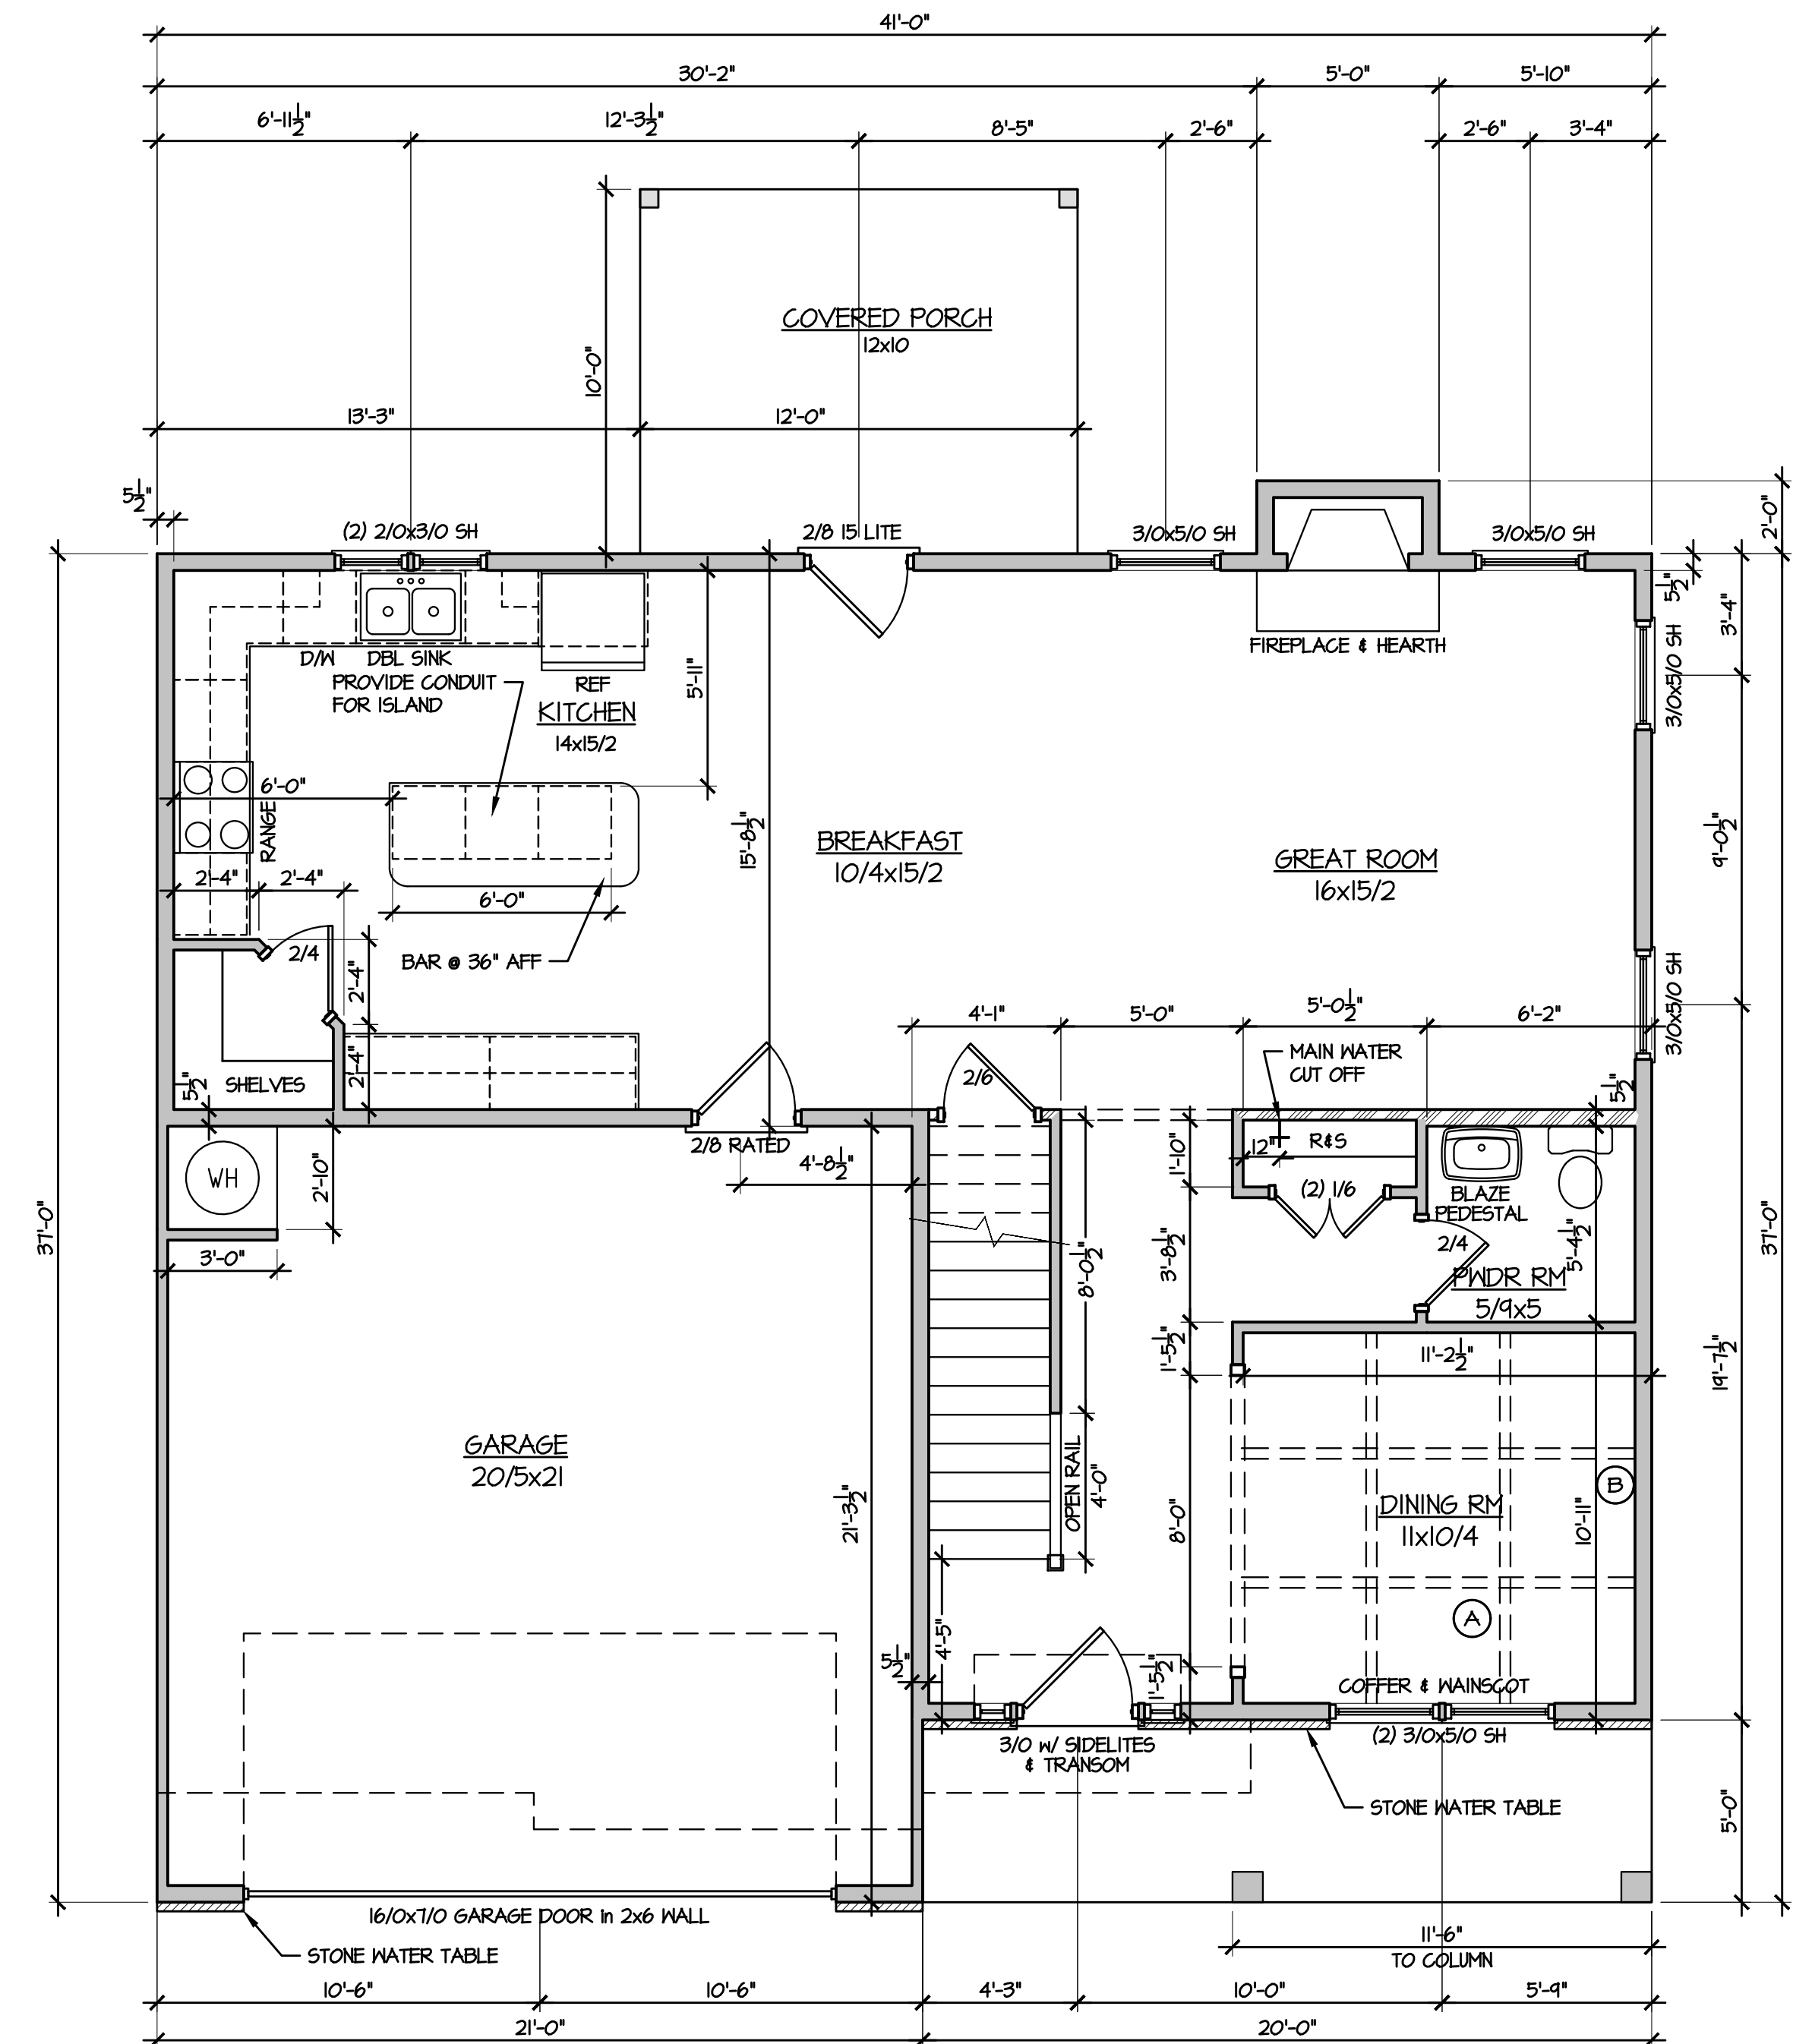 41'-0"
30'-2"
5'-0"
5'-10"
6'-11 1/2"
12'-3 1/2"
8'-5"
2'-6"
2'-6"
3'-4"
COVERED PORCH
12x10
10'-0"
13'-3"
12'-0"
5 1/2"
(2) 2/0x3/0 SH
2/8 15 LITE
3/0x5/0 SH
3/0x5/0 SH
2'-0"
5 1/2"
3'-4"
D/W
DBL SINK
PROVIDE CONDUIT
FOR ISLAND
REF
KITCHEN
14x15/2
5'-11"
FIREPLACE & HEARTH
3/0x5/0 SH
6'-0"
RANGE
15'-8 1/2"
BREAKFAST
10/4x15/2
GREAT ROOM
16x15/2
9'-0 1/2"
2'-4"
2'-4"
6'-0"
2/4
BAR @ 36" AFF
2'-4"
2'-4"
SHELVES
5 1/2"
4'-1"
5'-0"
5'-0 1/2"
6'-2"
3/0x5/0 SH
2/6
MAIN WATER
CUT OFF
5 1/2"
2/8 RATED
WH
2'-10"
4'-8 1/2"
1'-10"
12"
R&S
(2) 1/6
BLAZE
PEDESTAL
37'-0"
3'-0"
8'-0 1/2"
3'-8 1/2"
2/4
5'-4 1/2"
PWDR RM
5/9x5
37'-0"
1'-5 1/2"
11'-2 1/2"
19'-7 1/2"
GARAGE
20/5x21
21'-3 1/2"
OPEN RAIL
4'-0"
8'-0"
DINING RM
11x10/4
10'-11"
B
A
5 1/2"
4'-5"
1'-5 1/2"
COFFER & WAINSCOT
3/0 w/ SIDELITES
& TRANSOM
(2) 3/0x5/0 SH
STONE WATER TABLE
5'-0"
16/0x7/0 GARAGE DOOR in 2x6 WALL
STONE WATER TABLE
11'-6"
TO COLUMN
10'-6"
10'-6"
4'-3"
10'-0"
5'-9"
21'-0"
20'-0"